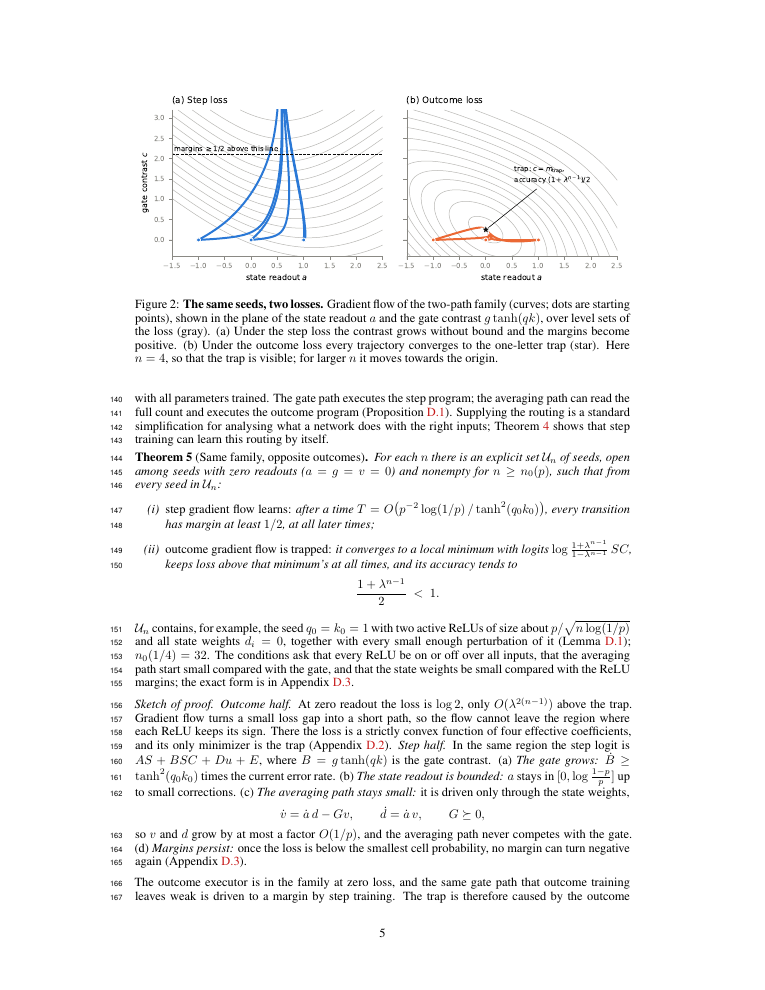 (a) Step loss
(b) Outcome loss
3.0
2.5
2.0
1.5
1.0
0.5
0.0
gate contrast c
margins ≥ 1/2 above this line
trap: c = m_trap,
accuracy (1 + λ^{n−1})/2
−1.5 −1.0 −0.5 0.0 0.5 1.0 1.5 2.0 2.5
−1.5 −1.0 −0.5 0.0 0.5 1.0 1.5 2.0 2.5
state readout a
state readout a
Figure 2: The same seeds, two losses. Gradient flow of the two-path family (curves; dots are starting
points), shown in the plane of the state readout a and the gate contrast g tanh(qk), over level sets of
the loss (gray). (a) Under the step loss the contrast grows without bound and the margins become
positive. (b) Under the outcome loss every trajectory converges to the one-letter trap (star). Here
n = 4, so that the trap is visible; for larger n it moves towards the origin.
140 with all parameters trained. The gate path executes the step program; the averaging path can read the
141 full count and executes the outcome program (Proposition D.1). Supplying the routing is a standard
142 simplification for analysing what a network does with the right inputs; Theorem 4 shows that step
143 training can learn this routing by itself.
144 Theorem 5 (Same family, opposite outcomes). For each n there is an explicit set 𝒰_n of seeds, open
145 among seeds with zero readouts (a = g = v = 0) and nonempty for n ≥ n_0(p), such that from
146 every seed in 𝒰_n:
147 (i) step gradient flow learns: after a time T = O(p^{−2} log(1/p) / tanh²(q_0k_0)), every transition
148 has margin at least 1/2, at all later times;
149 (ii) outcome gradient flow is trapped: it converges to a local minimum with logits log \frac{1+λ^{n−1}}{1−λ^{n−1}} SC,
150 keeps loss above that minimum's at all times, and its accuracy tends to
\frac{1 + λ^{n−1}}{2} < 1.
151 𝒰_n contains, for example, the seed q_0 = k_0 = 1 with two active ReLUs of size about p/√(n log(1/p))
152 and all state weights d_i = 0, together with every small enough perturbation of it (Lemma D.1);
153 n_0(1/4) = 32. The conditions ask that every ReLU be on or off over all inputs, that the averaging
154 path start small compared with the gate, and that the state weights be small compared with the ReLU
155 margins; the exact form is in Appendix D.3.
156 Sketch of proof. Outcome half. At zero readout the loss is log 2, only O(λ^{2(n−1)}) above the trap.
157 Gradient flow turns a small loss gap into a short path, so the flow cannot leave the region where
158 each ReLU keeps its sign. There the loss is a strictly convex function of four effective coefficients,
159 and its only minimizer is the trap (Appendix D.2). Step half. In the same region the step logit is
160 AS + BSC + Du + E, where B = g tanh(qk) is the gate contrast. (a) The gate grows: Ḃ ≥
161 tanh²(q_0k_0) times the current error rate. (b) The state readout is bounded: a stays in [0, log \frac{1−p}{p}] up
162 to small corrections. (c) The averaging path stays small: it is driven only through the state weights,
v̇ = ȧ d − Gv, ḋ = ȧ v, G ⪰ 0,
163 so v and d grow by at most a factor O(1/p), and the averaging path never competes with the gate.
164 (d) Margins persist: once the loss is below the smallest cell probability, no margin can turn negative
165 again (Appendix D.3).
166 The outcome executor is in the family at zero loss, and the same gate path that outcome training
167 leaves weak is driven to a margin by step training. The trap is therefore caused by the outcome
5